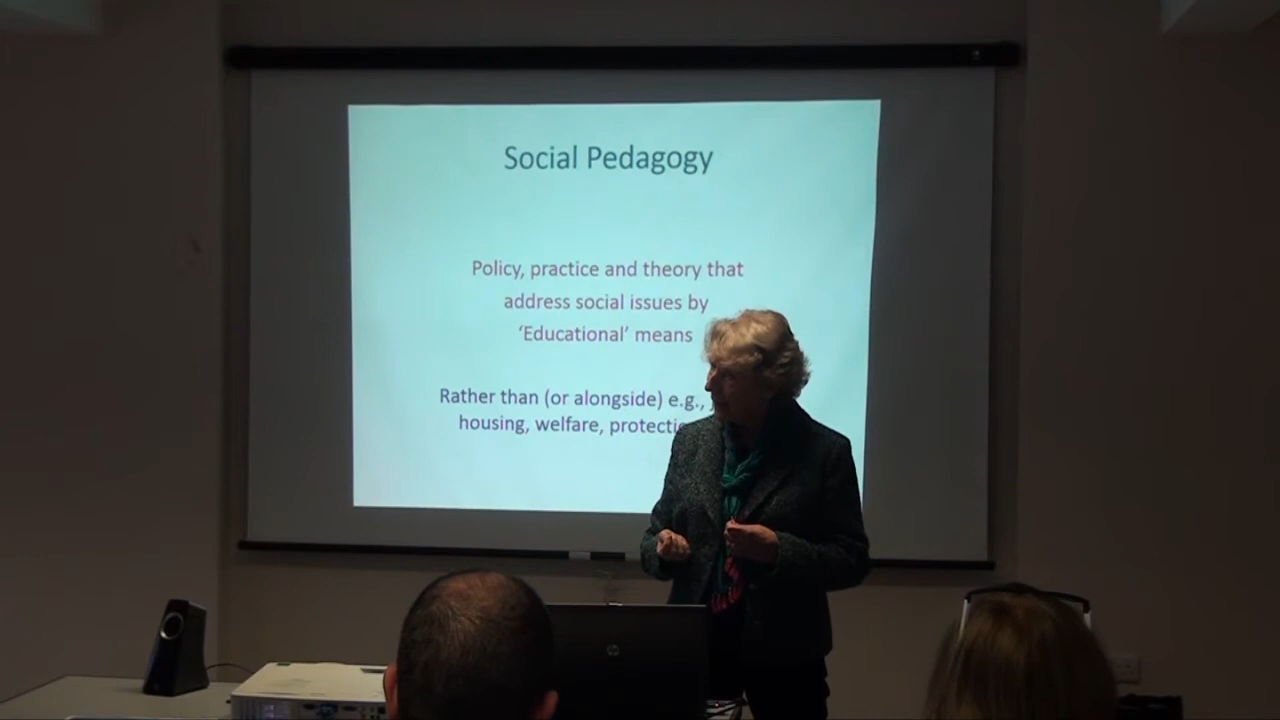 Social Pedagogy
Policy, practice and theory that
address social issues by
‘Educational’ means
Rather than (or alongside) e.g.,
housing, welfare,
hp